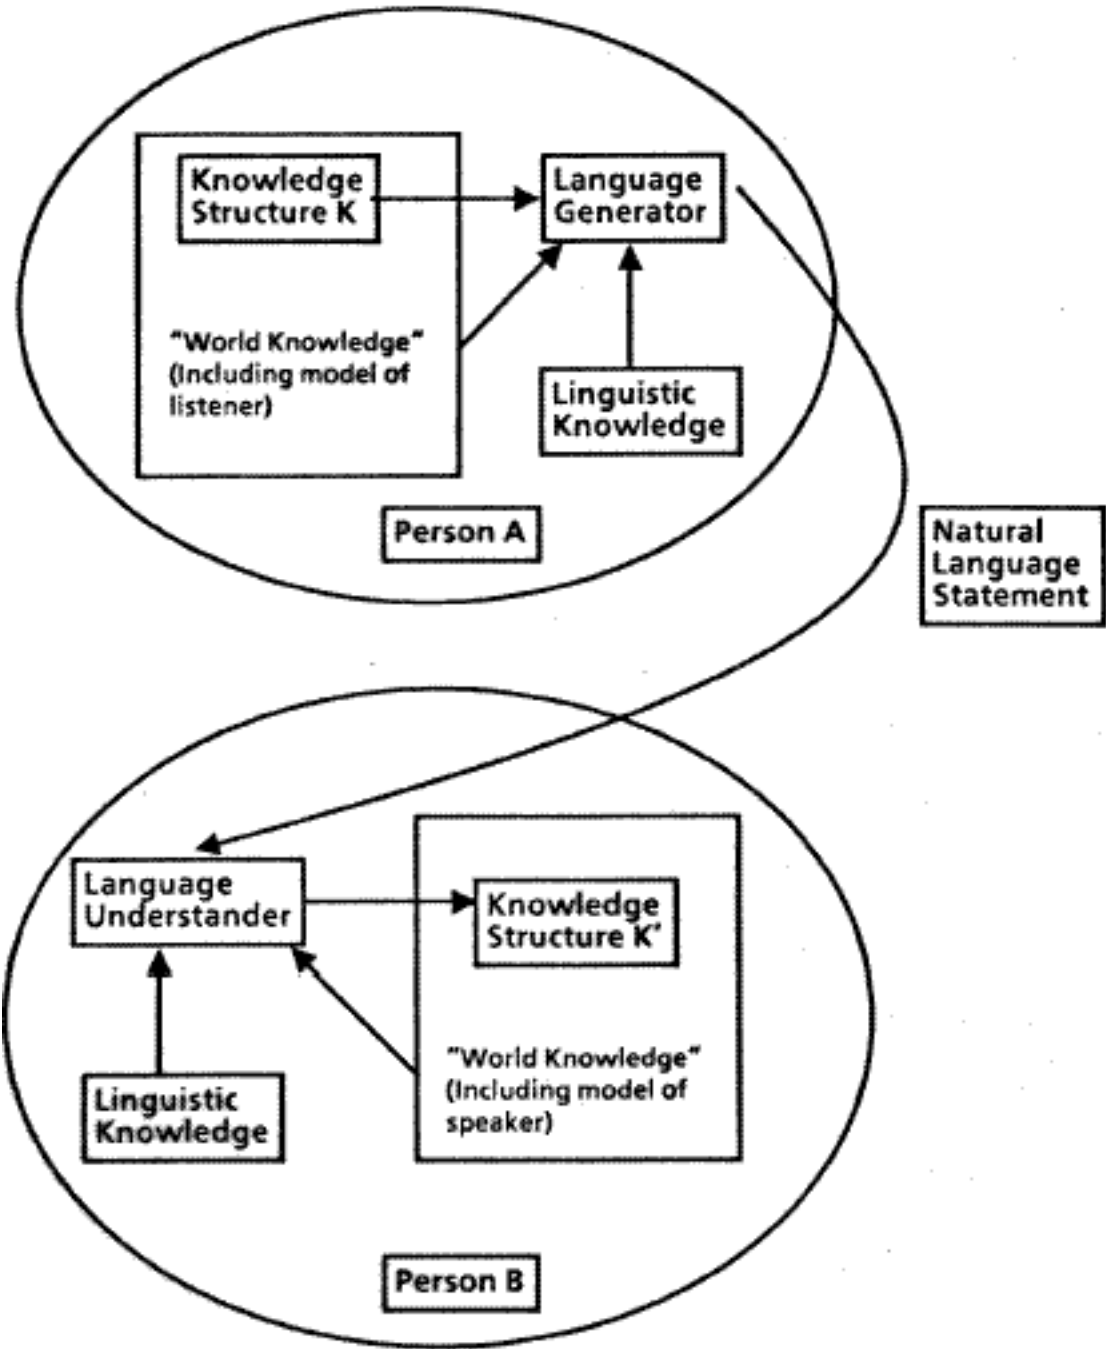 Knowledge
Structure K
Language
Generator
"World Knowledge"
(Including model of
listener)
Linguistic
Knowledge
Person A
Natural
Language
Statement
Language
Understander
Knowledge
Structure K'
"World Knowledge"
(Including model of
speaker)
Linguistic
Knowledge
Person B